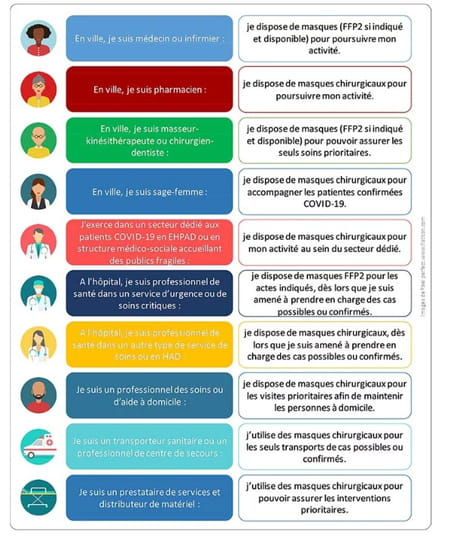 En ville, je suis médecin ou infirmier :
je dispose de masques (FFP2 si indiqué
et disponible) pour poursuivre mon
activité.
En ville, je suis pharmacien :
je dispose de masques chirurgicaux pour
poursuivre mon activité.
En ville, je suis masseur-
kinésithérapeute ou chirurgien-
dentiste :
je dispose de masques (FFP2 si indiqué
et disponible) pour pouvoir assurer les
seuls soins prioritaires.
En ville, je suis sage-femme :
je dispose de masques chirurgicaux pour
accompagner les patientes confirmées
COVID-19.
J'exerce dans un secteur dédié aux
patients COVID-19 en EHPAD ou en
structure médico-sociale accueillant
des publics fragiles :
je dispose de masques chirurgicaux pour
mon activité au sein du secteur dédié.
A l'hôpital, je suis professionnel de
santé dans un service d'urgence ou de
soins critiques :
je dispose de masques FFP2 pour les
actes indiqués, dès lors que je suis
amené à prendre en charge des cas
possibles ou confirmés.
A l'hôpital, je suis professionnel de
santé dans un autre type de service de
soins ou en HAD :
je dispose de masques chirurgicaux, dès
lors que je suis amené à prendre en
charge des cas possibles ou confirmés.
Je suis un professionnel des soins ou
d'aide à domicile :
je dispose de masques chirurgicaux pour
les visites prioritaires afin de maintenir
les personnes à domicile.
Je suis un transporteur sanitaire ou un
professionnel de centre de secours :
j'utilise des masques chirurgicaux pour
les seuls transports de cas possibles ou
confirmés.
Je suis un prestataire de services et
distributeur de matériel :
j'utilise des masques chirurgicaux pour
pouvoir assurer les interventions
prioritaires.